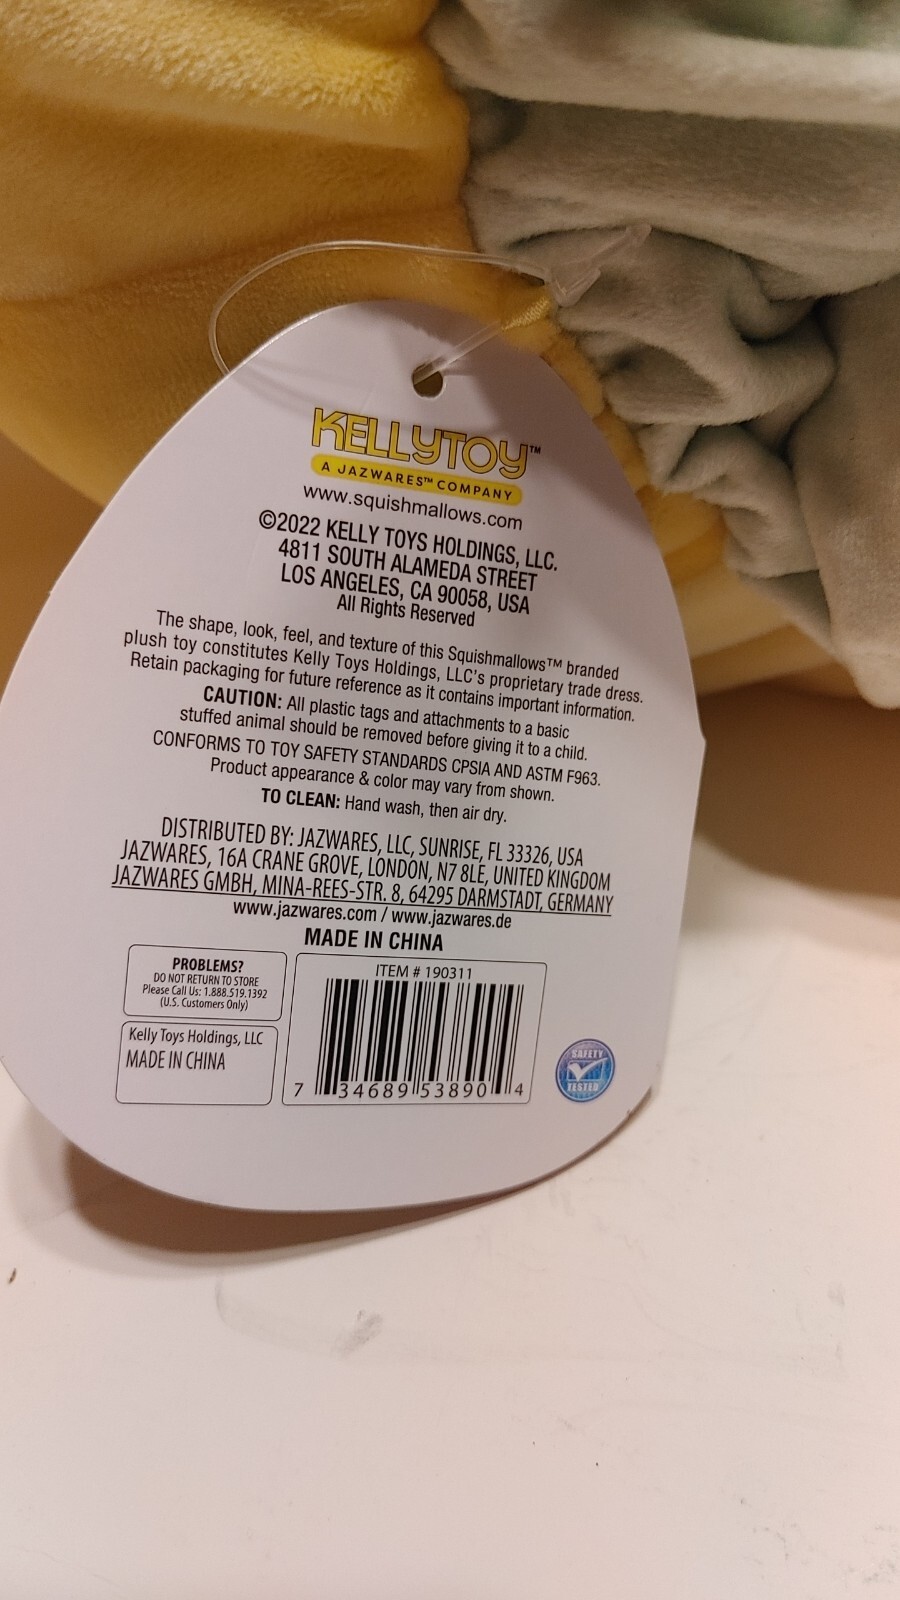 KELLYTOY™
A JAZWARES™ COMPANY
www.squishmallows.com
©2022 KELLY TOYS HOLDINGS, LLC.
4811 SOUTH ALAMEDA STREET
LOS ANGELES, CA 90058, USA
All Rights Reserved
The shape, look, feel, and texture of this Squishmallows™ branded
plush toy constitutes Kelly Toys Holdings, LLC's proprietary trade dress.
Retain packaging for future reference as it contains important information.
CAUTION: All plastic tags and attachments to a basic
stuffed animal should be removed before giving it to a child.
CONFORMS TO TOY SAFETY STANDARDS CPSIA AND ASTM F963.
Product appearance & color may vary from shown.
TO CLEAN: Hand wash, then air dry.
DISTRIBUTED BY: JAZWARES, LLC, SUNRISE, FL 33326, USA
JAZWARES, 16A CRANE GROVE, LONDON, N7 8LE, UNITED KINGDOM
JAZWARES GMBH, MINA-REES-STR. 8, 64295 DARMSTADT, GERMANY
www.jazwares.com / www.jazwares.de
MADE IN CHINA
PROBLEMS?
DO NOT RETURN TO STORE
Please Call Us: 1.888.519.1392
(U.S. Customers Only)
Kelly Toys Holdings, LLC
MADE IN CHINA
ITEM # 190311
7 34689 53890 4
SAFETY
TESTED